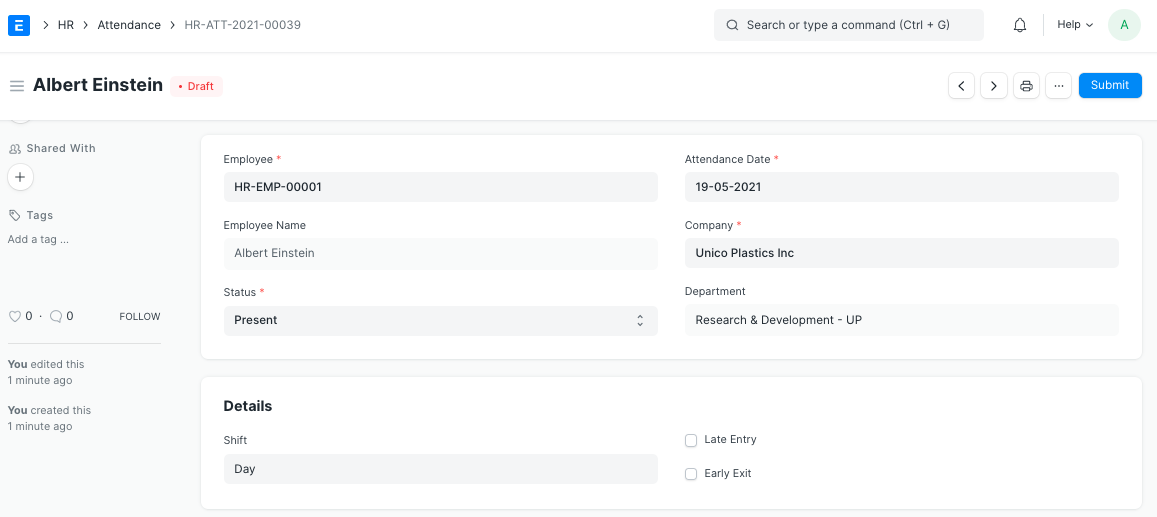 E HR Attendance HR-ATT-2021-00039 Search or type a command (Ctrl + G) Help A
Albert Einstein • Draft ... Submit
Shared With
Tags
Add a tag ...
0 · 0 FOLLOW
You edited this
1 minute ago
You created this
1 minute ago
Employee * Attendance Date *
HR-EMP-00001 19-05-2021
Employee Name Company *
Albert Einstein Unico Plastics Inc
Status * Department
Present Research & Development - UP
Details
Shift Late Entry
Day Early Exit